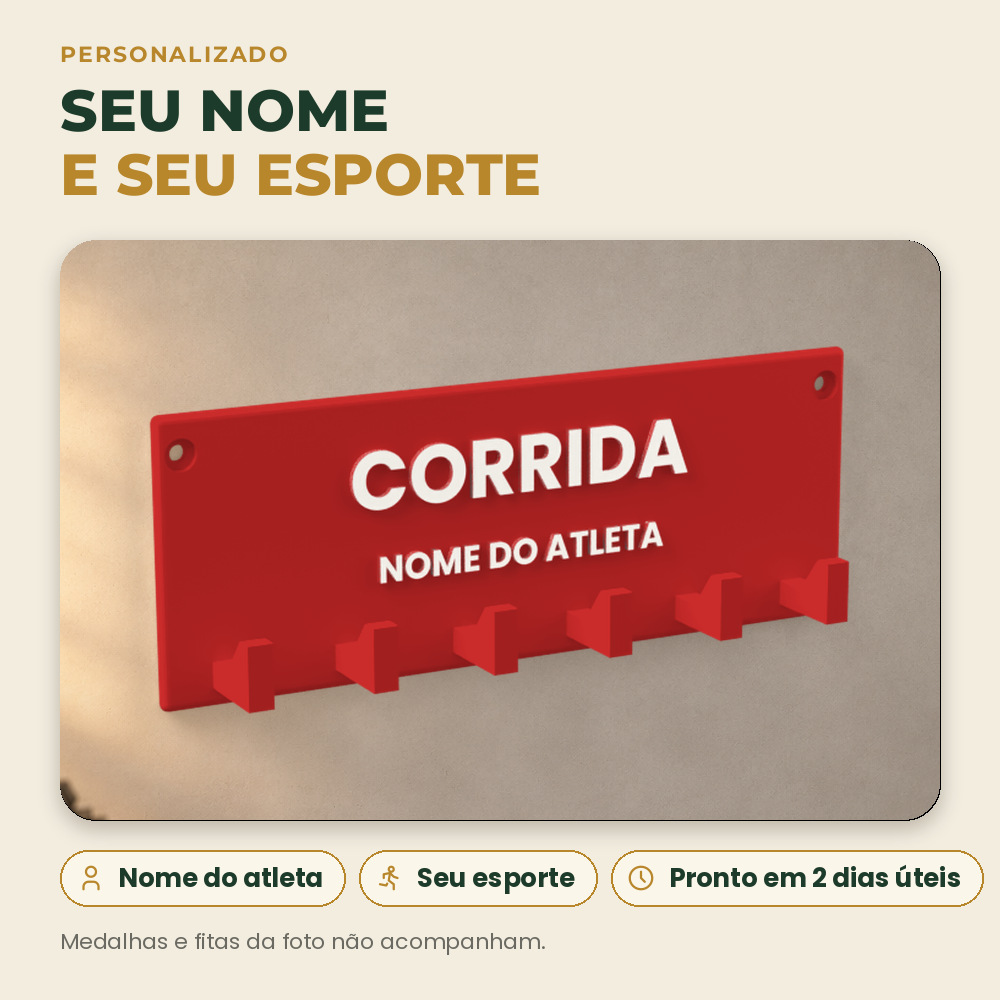 PERSONALIZADO
SEU NOME
E SEU ESPORTE
CORRIDA
NOME DO ATLETA
Nome do atleta
Seu esporte
Pronto em 2 dias úteis
Medalhas e fitas da foto não acompanham.